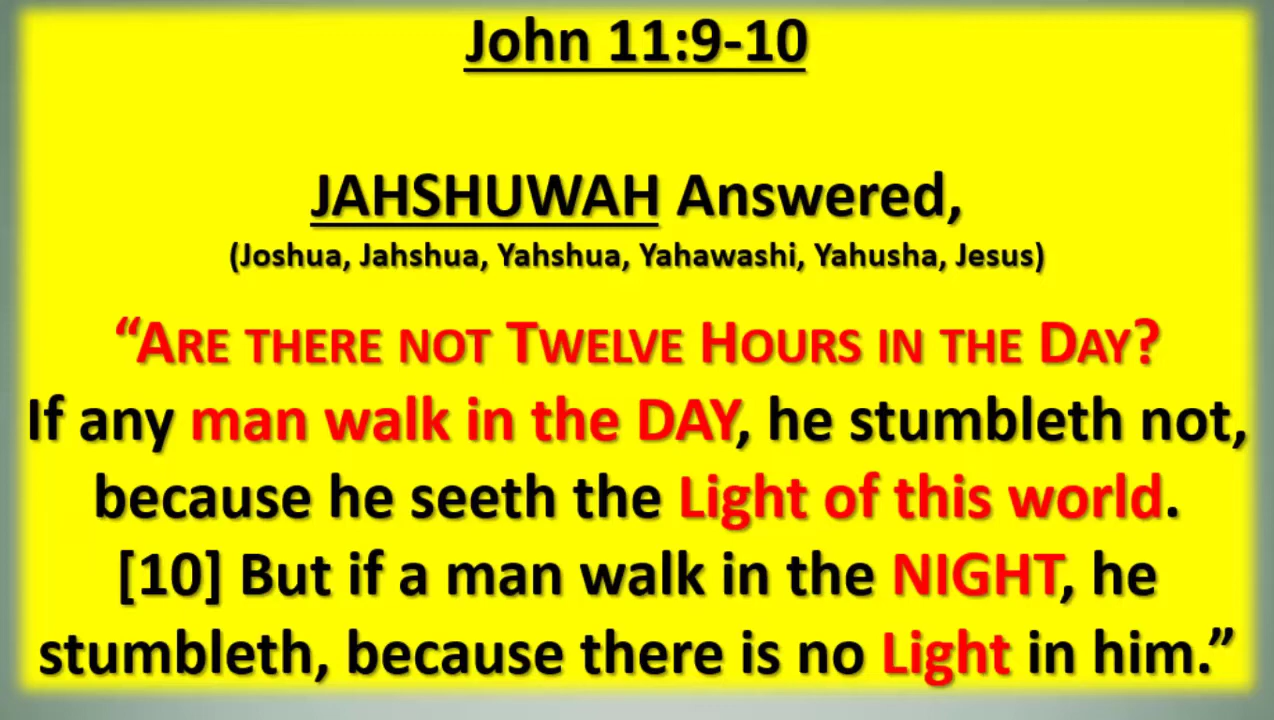 John 11:9-10
JAHSHUWAH Answered,
(Joshua, Jahshua, Yahshua, Yahawashi, Yahusha, Jesus)
“ARE THERE NOT TWELVE HOURS IN THE DAY?
If any man walk in the DAY, he stumbleth not,
because he seeth the Light of this world.
[10] But if a man walk in the NIGHT, he
stumbleth, because there is no Light in him.”